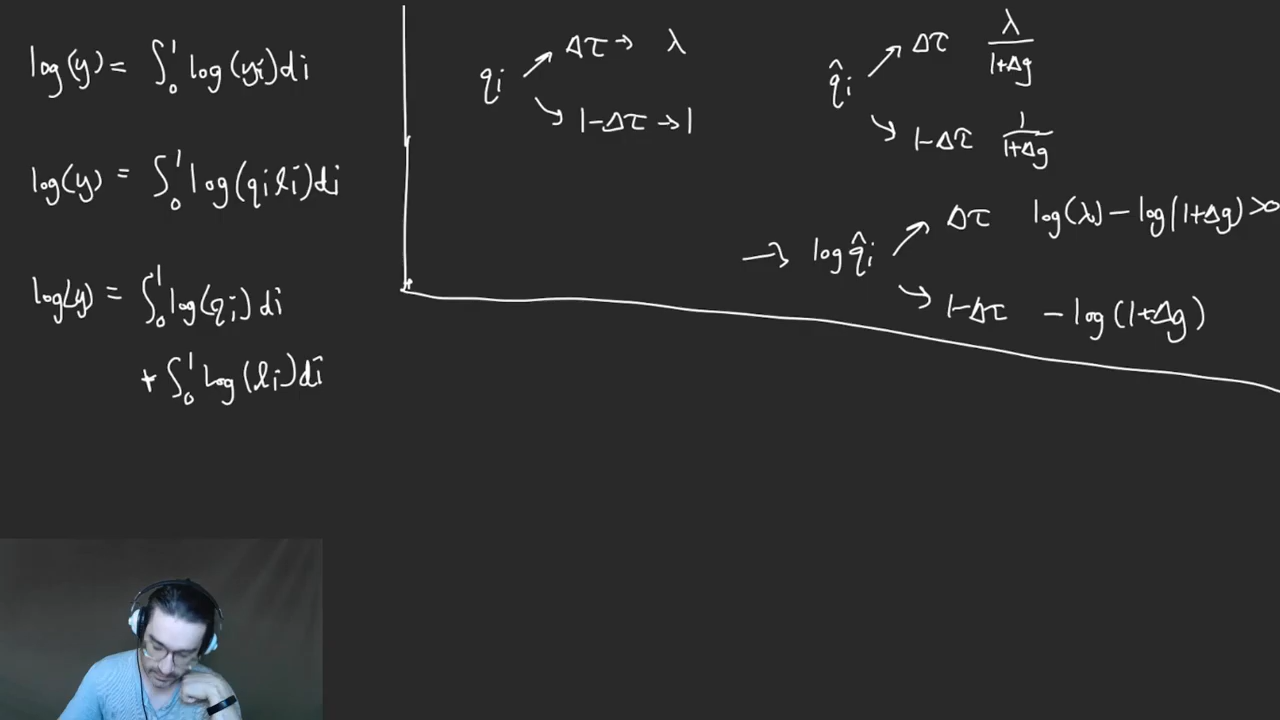 log(y) = ∫₀¹ log(yi) di
log(y) = ∫₀¹ log(qi li) di
log(y) = ∫₀¹ log(qi) di
+ ∫₀¹ log(li) di
qi ↗ Δτ → λ
↘ 1-Δτ → 1
q̂i ↗ Δτ λ/(1+Δg)
↘ 1-Δτ 1/(1+Δg)
→ log q̂i ↗ Δτ log(λ) - log(1+Δg) >0
↘ 1-Δτ - log(1+Δg)